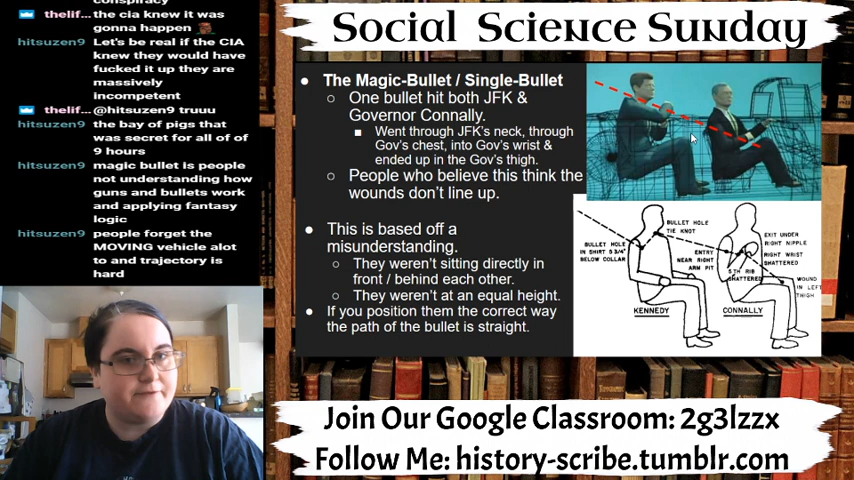 conspiracy
thelif... the cia knew it was
gonna happen
hitsuzen9 Let's be real if the CIA
knew they would have
fucked it up they are
massively
incompetent
thelif... @hitsuzen9 truuu
hitsuzen9 the bay of pigs that
was secret for all of of
9 hours
hitsuzen9 magic bullet is people
not understanding how
guns and bullets work
and applying fantasy
logic
hitsuzen9 people forget the
MOVING vehicle alot
to and trajectory is
hard
Social Science Sunday
The Magic-Bullet / Single-Bullet
One bullet hit both JFK &
Governor Connally.
Went through JFK's neck, through
Gov's chest, into Gov's wrist &
ended up in the Gov's thigh.
People who believe this think the
wounds don't line up.
This is based off a
misunderstanding.
They weren't sitting directly in
front / behind each other.
They weren't at an equal height.
If you position them the correct way
the path of the bullet is straight.
BULLET HOLE
IN SHIRT 5 3/4"
BELOW COLLAR
BULLET HOLE
TIE KNOT
ENTRY
NEAR RIGHT
ARM PIT
EXIT UNDER
RIGHT NIPPLE
RIGHT WRIST
SHATTERED
5TH RIB
SHATTERED
WOUND
IN LEFT
THIGH
KENNEDY
CONNALLY
Join Our Google Classroom: 2g3lzzx
Follow Me: history-scribe.tumblr.com